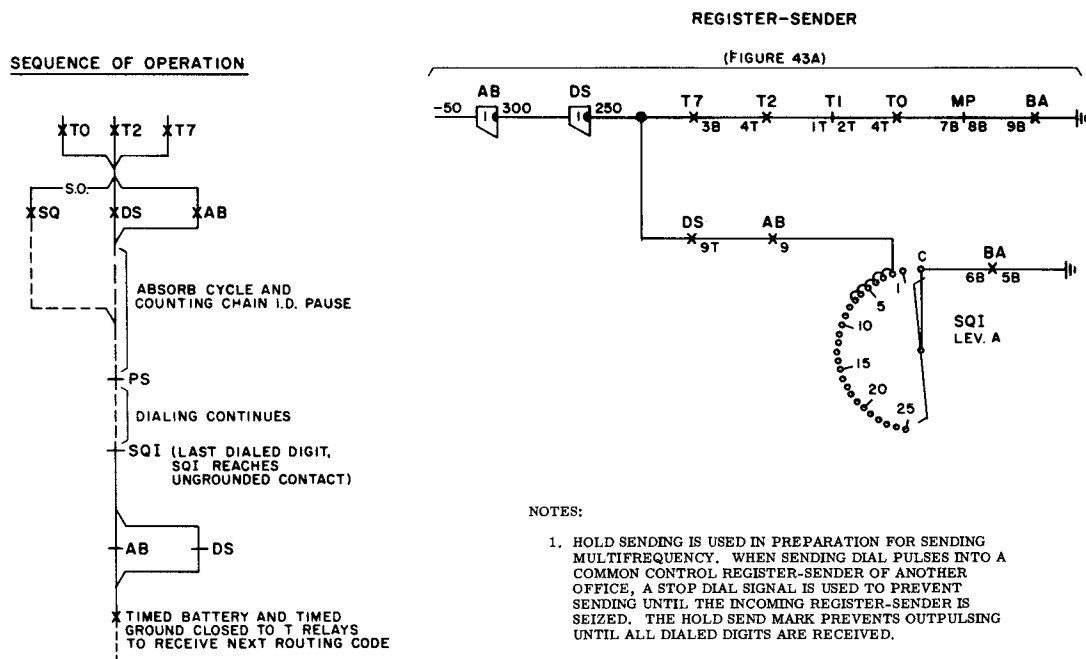 SEQUENCE OF OPERATION
T0 T2 T7
S.O.
SQ DS AB
ABSORB CYCLE AND
COUNTING CHAIN I.D. PAUSE
PS
DIALING CONTINUES
SQI (LAST DIALED DIGIT,
SQI REACHES
UNGROUNDED CONTACT)
AB DS
TIMED BATTERY AND TIMED
GROUND CLOSED TO T RELAYS
TO RECEIVE NEXT ROUTING CODE
REGISTER-SENDER
(FIGURE 43A)
AB DS T7 T2 T1 T0 MP BA
-50 1 300 1 250
3B 4T 1T 2T 4T 7B 8B 9B
DS AB
9T 9
C BA
1 6B 5B
5
10
15
20
25
SQI
LEV. A
NOTES:
1. HOLD SENDING IS USED IN PREPARATION FOR SENDING
MULTIFREQUENCY. WHEN SENDING DIAL PULSES INTO A
COMMON CONTROL REGISTER-SENDER OF ANOTHER
OFFICE, A STOP DIAL SIGNAL IS USED TO PREVENT
SENDING UNTIL THE INCOMING REGISTER-SENDER IS
SEIZED. THE HOLD SEND MARK PREVENTS OUTPULSING
UNTIL ALL DIALED DIGITS ARE RECEIVED.